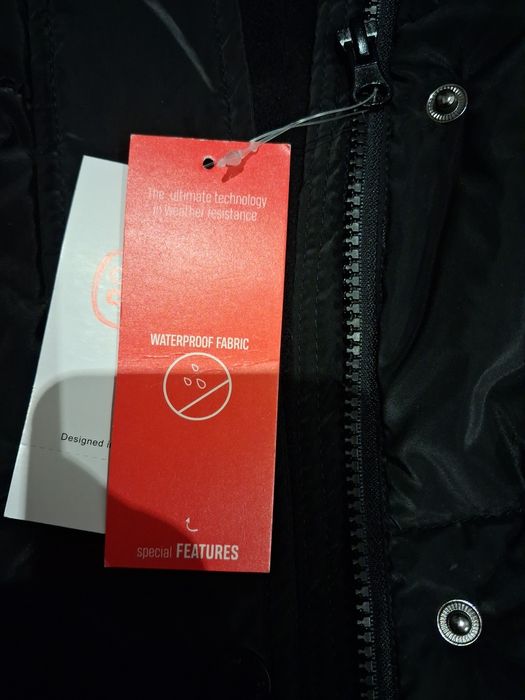 The ultimate technology
in weather resistance
WATERPROOF FABRIC
special FEATURES
Designed i